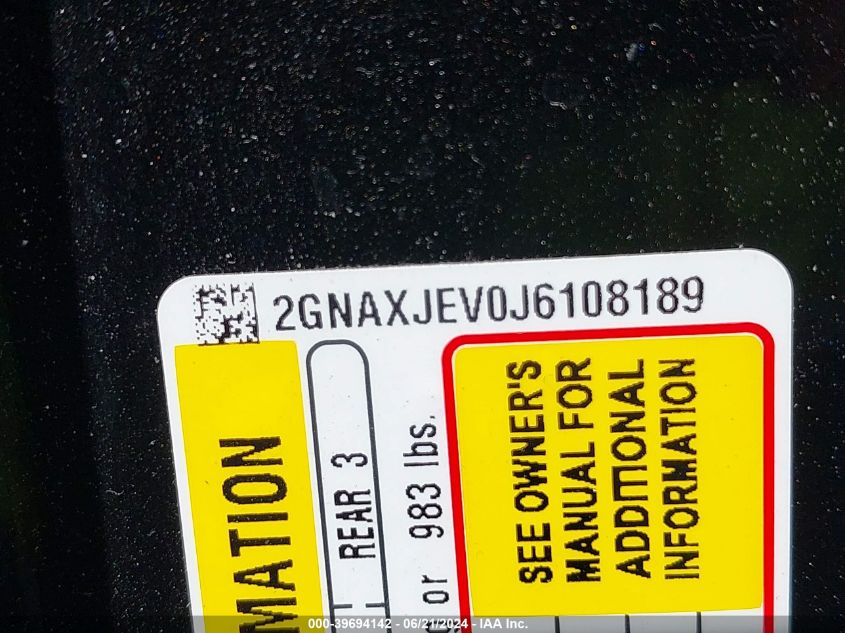 2GNAXJEV0J6108189
MATION
REAR 3
or 983 lbs.
SEE OWNER'S
MANUAL FOR
ADDITIONAL
INFORMATION
000-39694142 - 06/21/2024 - IAA Inc.